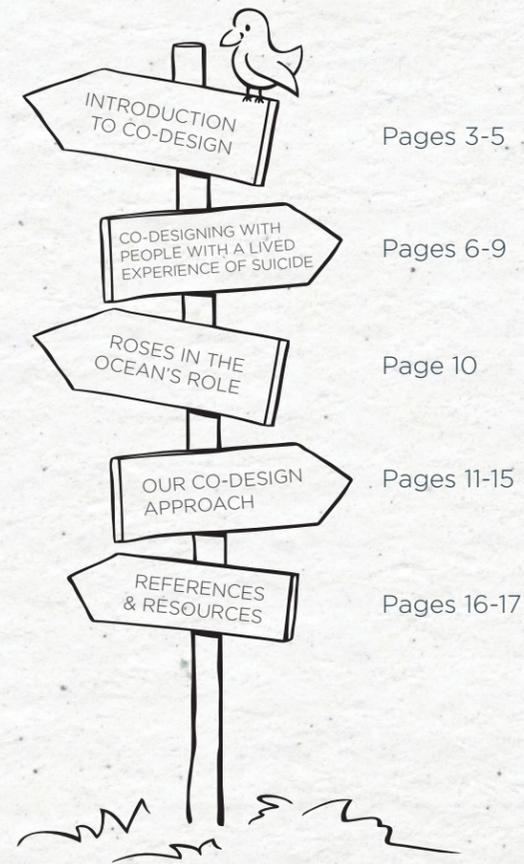 INTRODUCTION
TO CO-DESIGN
Pages 3-5
CO-DESIGNING WITH
PEOPLE WITH A LIVED
EXPERIENCE OF SUICIDE
Pages 6-9
ROSES IN THE
OCEAN'S ROLE
Page 10
OUR CO-DESIGN
APPROACH
Pages 11-15
REFERENCES
& RESOURCES
Pages 16-17